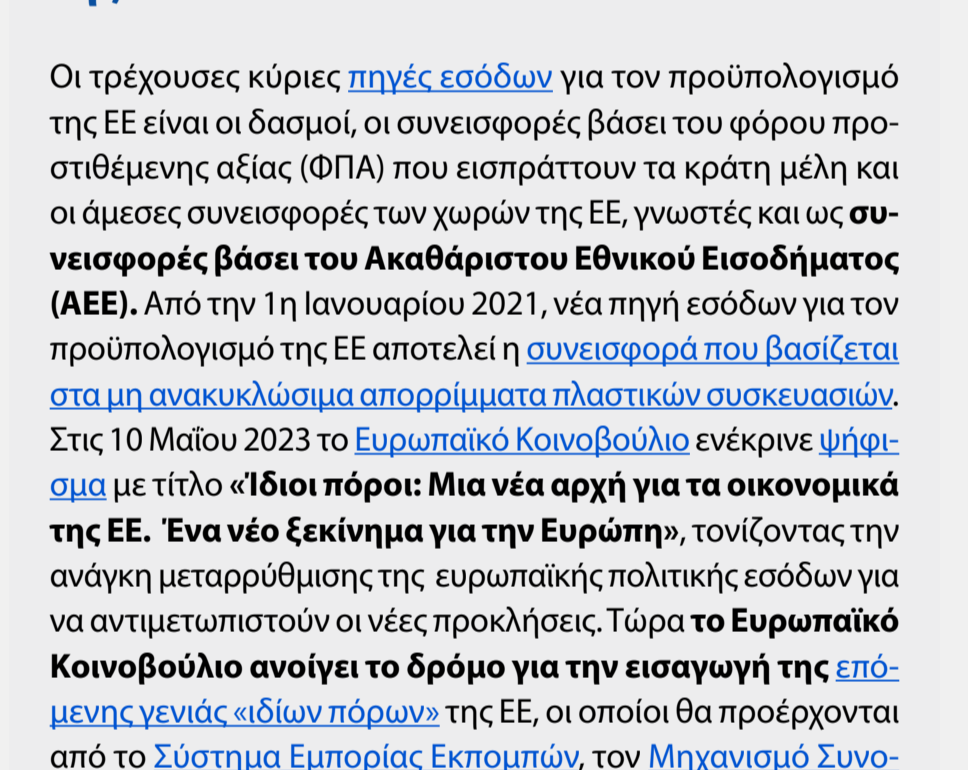 Οι τρέχουσες κύριες πηγές εσόδων για τον προϋπολογισμό
της ΕΕ είναι οι δασμοί, οι συνεισφορές βάσει του φόρου προ-
στιθέμενης αξίας (ΦΠΑ) που εισπράττουν τα κράτη μέλη και
οι άμεσες συνεισφορές των χωρών της ΕΕ, γνωστές και ως συ-
νεισφορές βάσει του Ακαθάριστου Εθνικού Εισοδήματος
(ΑΕΕ). Από την 1η Ιανουαρίου 2021, νέα πηγή εσόδων για τον
προϋπολογισμό της ΕΕ αποτελεί η συνεισφορά που βασίζεται
στα μη ανακυκλώσιμα απορρίμματα πλαστικών συσκευασιών.
Στις 10 Μαΐου 2023 το Ευρωπαϊκό Κοινοβούλιο ενέκρινε ψήφι-
σμα με τίτλο «Ίδιοι πόροι: Μια νέα αρχή για τα οικονομικά
της ΕΕ. Ένα νέο ξεκίνημα για την Ευρώπη», τονίζοντας την
ανάγκη μεταρρύθμισης της ευρωπαϊκής πολιτικής εσόδων για
να αντιμετωπιστούν οι νέες προκλήσεις. Τώρα το Ευρωπαϊκό
Κοινοβούλιο ανοίγει το δρόμο για την εισαγωγή της επό-
μενης γενιάς «ιδίων πόρων» της ΕΕ, οι οποίοι θα προέρχονται
από το Σύστημα Εμπορίας Εκπομπών, τον Μηχανισμό Συνο-